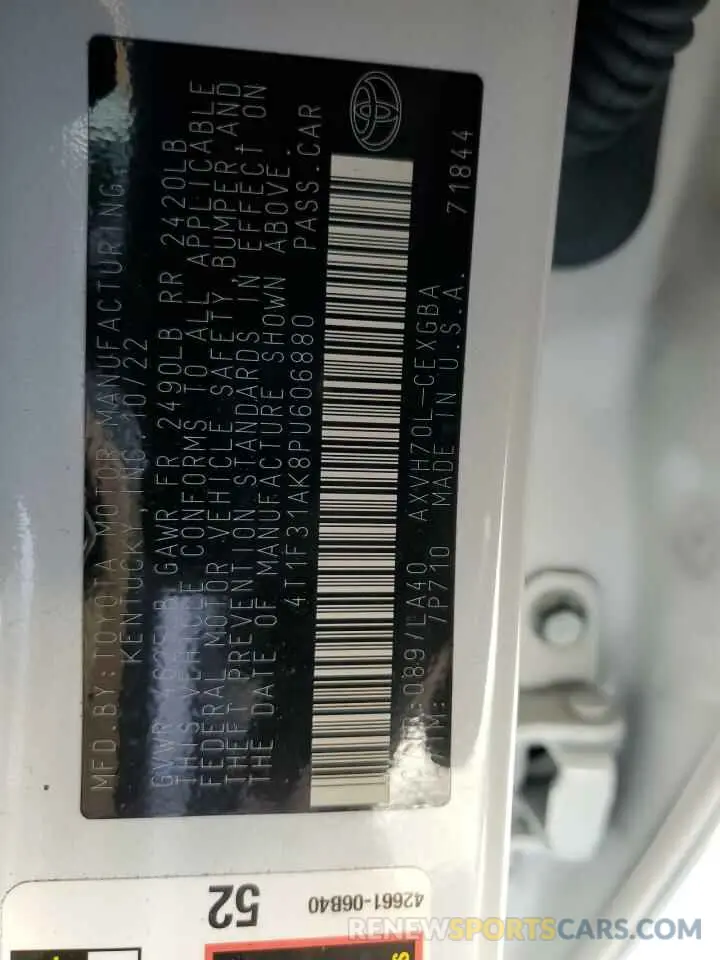 MFD.BY:TOYOTA MOTOR MANUFACTURING,
KENTUCKY,INC. 10/22
GVWR GAWR FR 2490LB RR 2420LB
THIS VEHICLE CONFORMS TO ALL APPLICABLE
FEDERAL MOTOR VEHICLE SAFETY, BUMPER, AND
THEFT PREVENTION STANDARDS IN EFFECT ON
THE DATE OF MANUFACTURE SHOWN ABOVE.
4T1F31AK8PU606880 PASS.CAR
089/LA40 AXVH70L-CEXGBA
7P710 MADE IN U.S.A. 71844
52
42661-06B40
REVIEWSPORTSCARS.COM